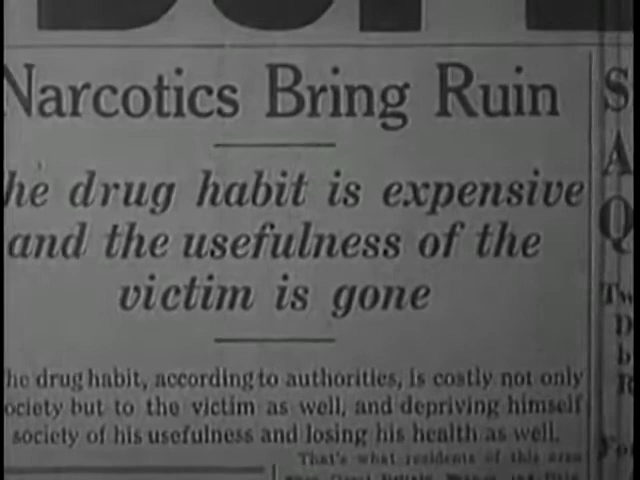 Narcotics Bring Ruin
he drug habit is expensive
and the usefulness of the
victim is gone
he drug habit, according to authorities, is costly not only
ociety but to the victim as well, and depriving himself
society of his usefulness and losing his health as well.
That's what residents of this area
S
A
Q